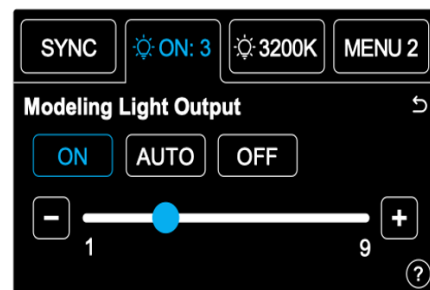 SYNC ON: 3 3200K MENU 2
Modeling Light Output
ON AUTO OFF
- +
1 9
?